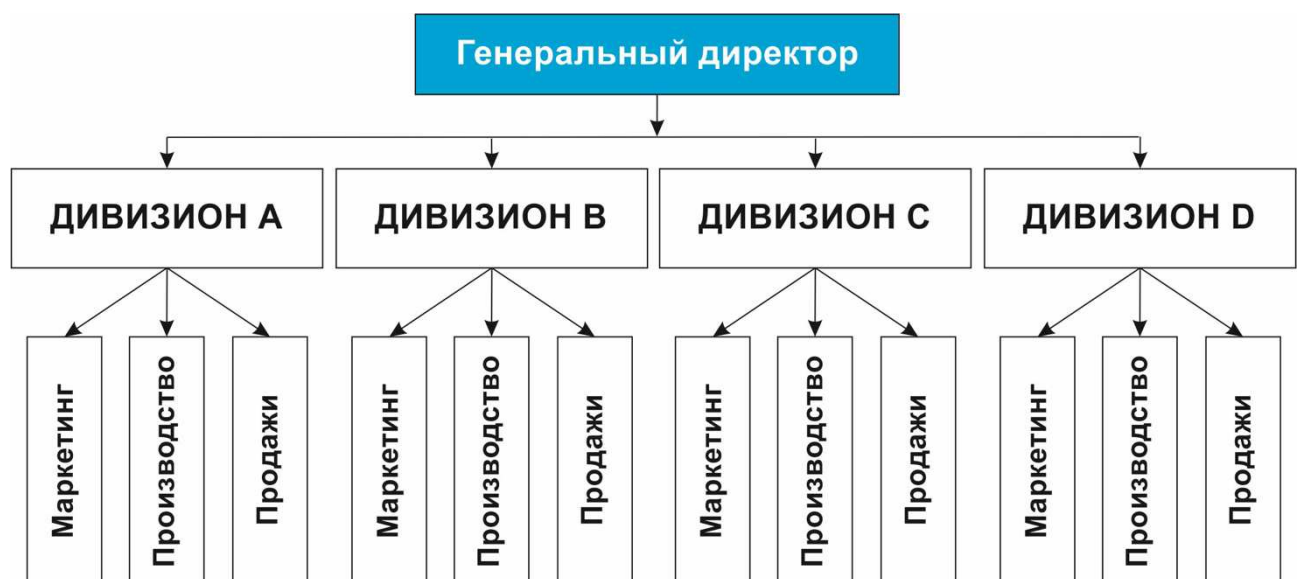 Генеральный директор
ДИВИЗИОН A
ДИВИЗИОН B
ДИВИЗИОН C
ДИВИЗИОН D
Маркетинг
Производство
Продажи
Маркетинг
Производство
Продажи
Маркетинг
Производство
Продажи
Маркетинг
Производство
Продажи